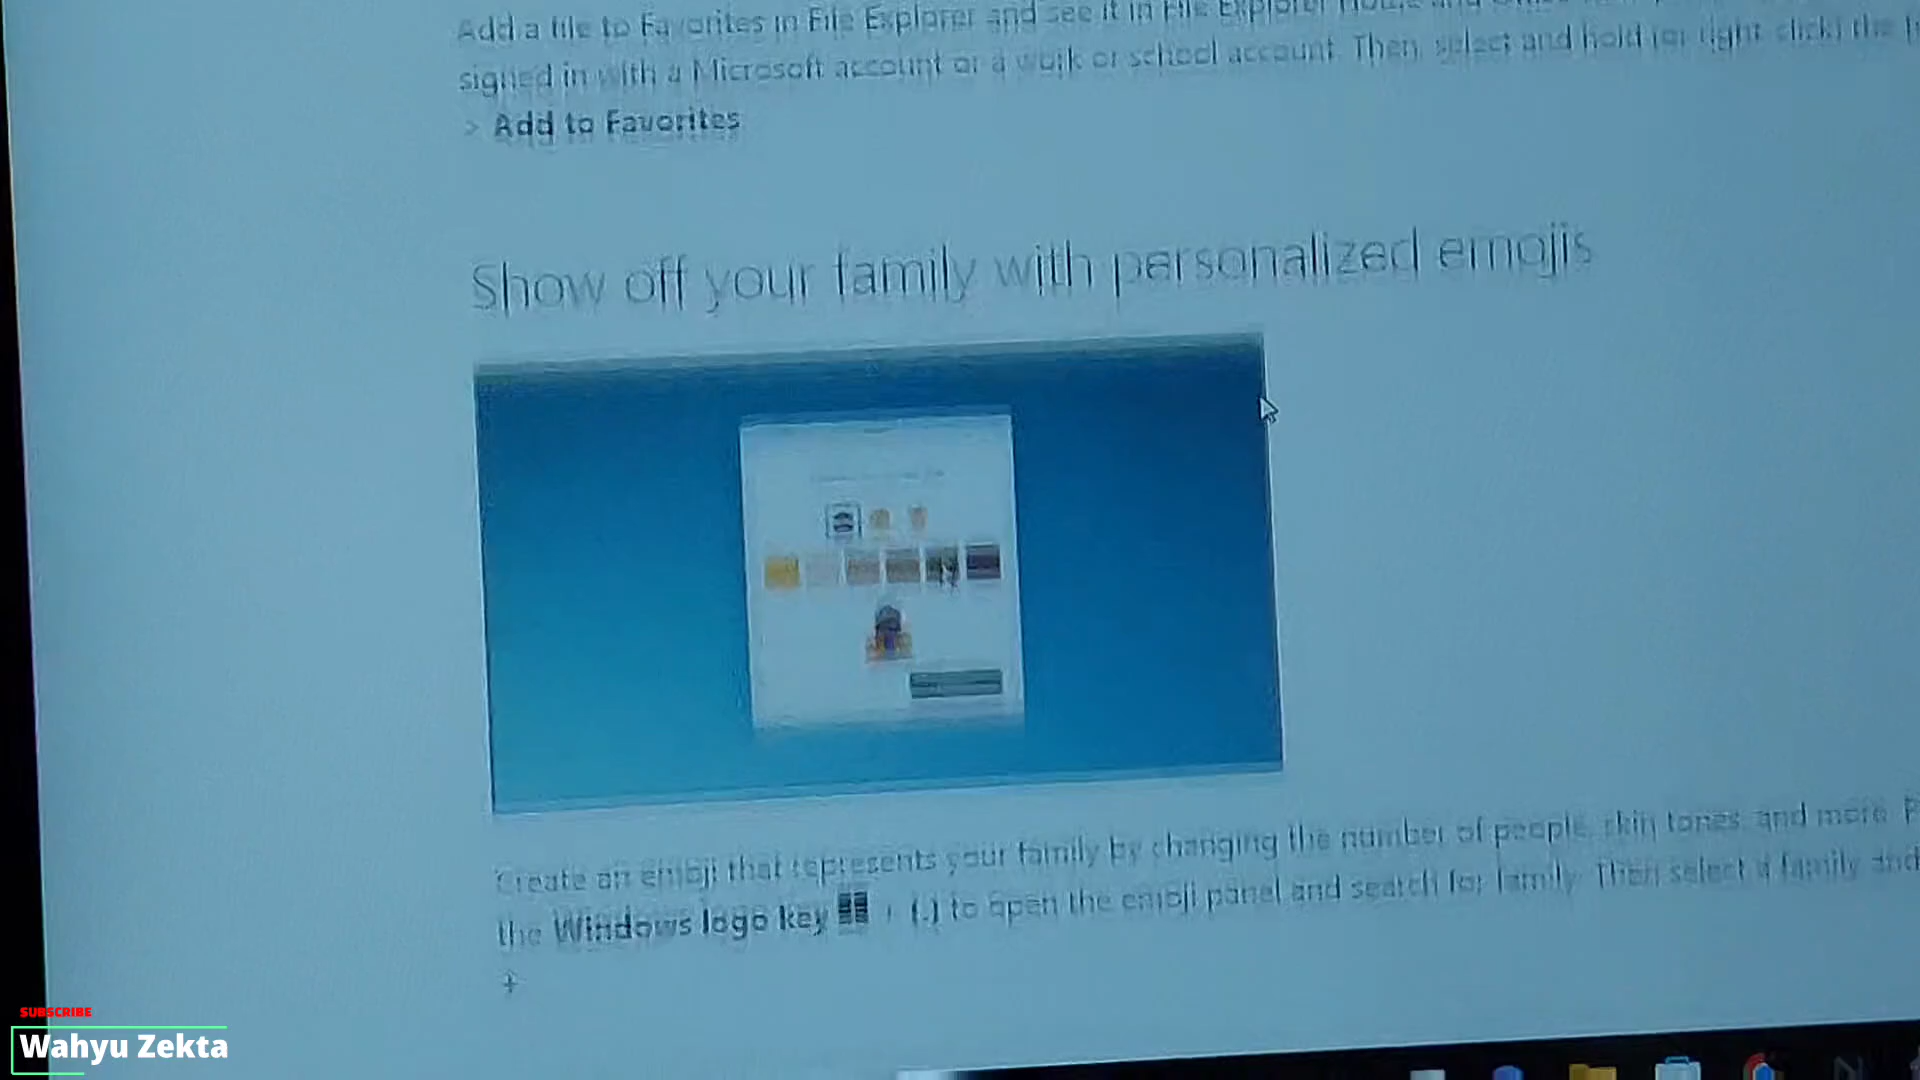 Add a file to Favorites in File Explorer and see it in File Explorer Home and
signed in with a Microsoft account or a work or school account. Then, select and hold (or right-click) the
> Add to Favorites
Show off your family with personalized emojis
Create an emoji that represents your family by changing the number of people, skin tones, and more.
the Windows logo key + (.) to open the emoji panel and search for family. Then select a family and
+
SUBSCRIBE
Wahyu Zekta